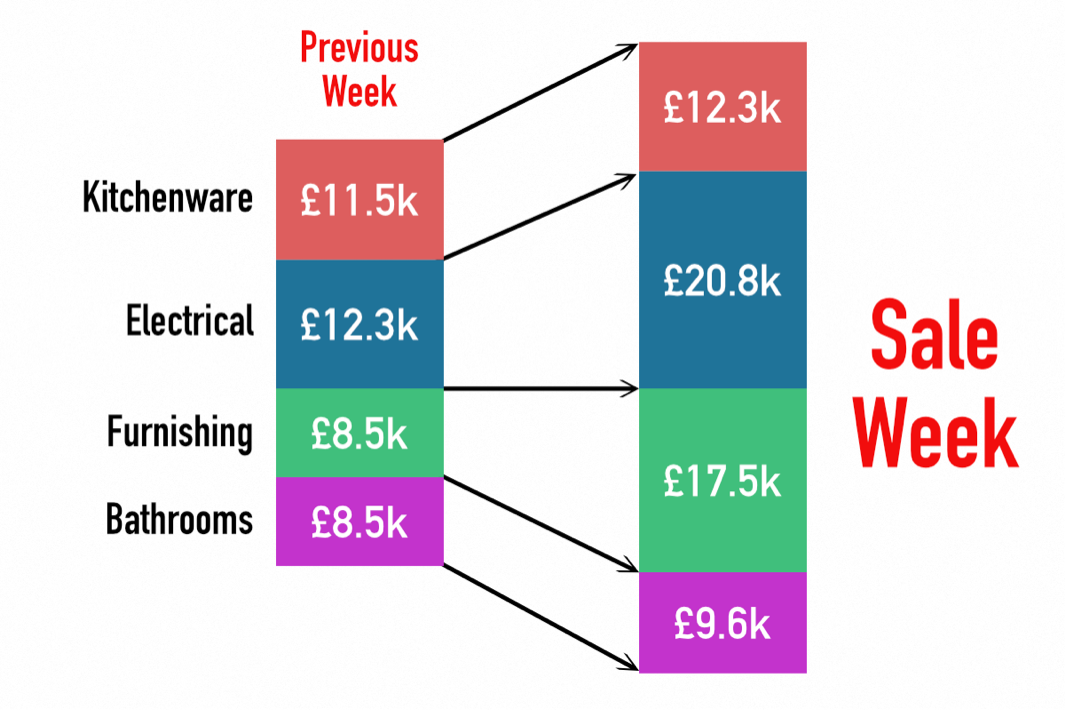 Previous
Week
£12.3k
Kitchenware
£11.5k
£20.8k
Electrical
£12.3k
Sale
Week
Furnishing
£8.5k
£17.5k
Bathrooms
£8.5k
£9.6k